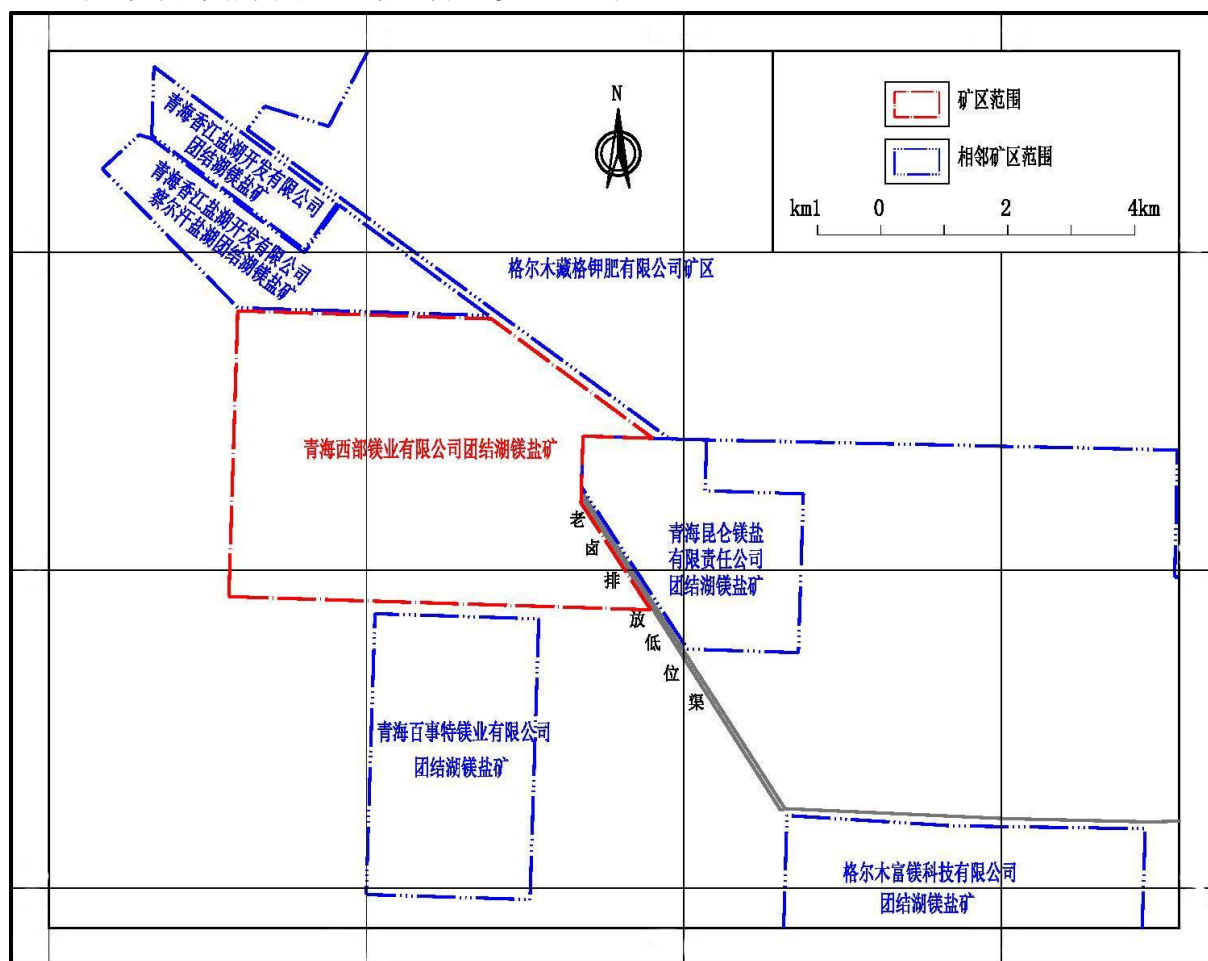 N
矿区范围
相邻矿区范围
km1 0 2 4km
青海香江盐湖开发有限公司
团结湖镁盐矿
青海香江盐湖开发有限公司
察尔汗盐湖团结湖镁盐矿
格尔木藏格钾肥有限公司矿区
青海西部镁业有限公司团结湖镁盐矿
老卤排放低位渠
青海昆仑镁盐
有限责任公司
团结湖镁盐矿
青海百事特镁业有限公司
团结湖镁盐矿
格尔木富镁科技有限公司
团结湖镁盐矿